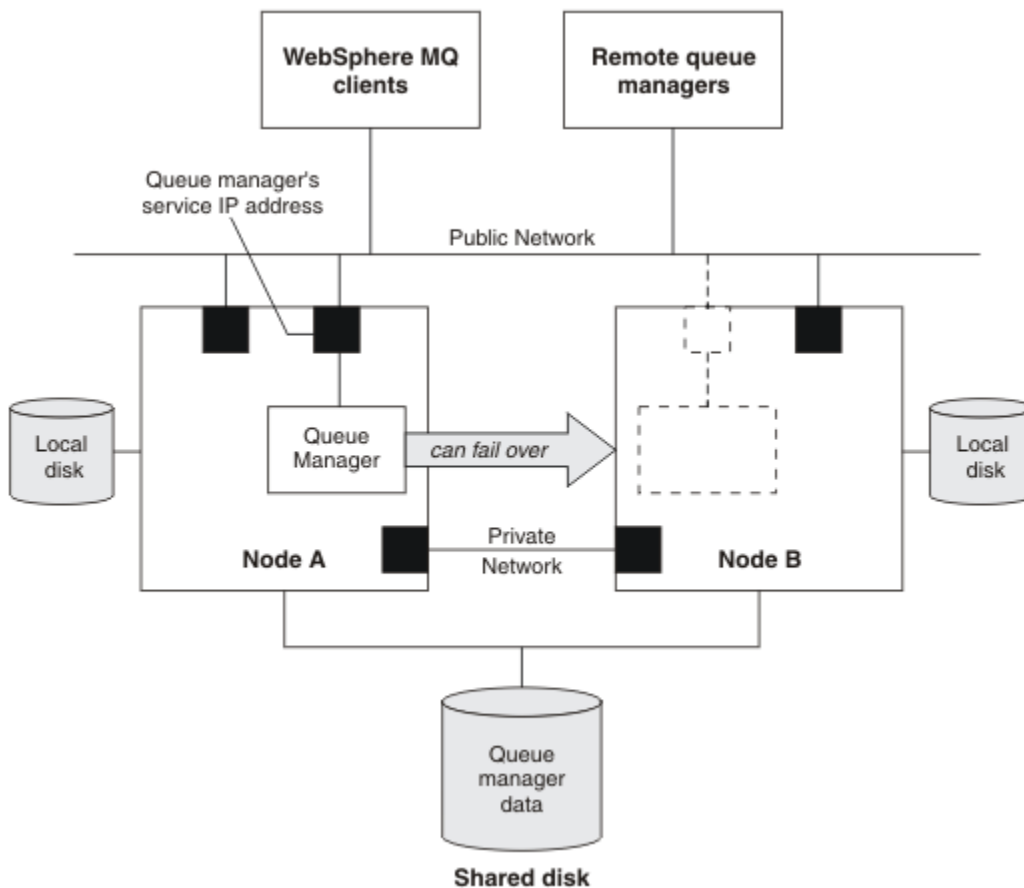 WebSphere MQ
clients
Remote queue
managers
Queue manager's
service IP address
Public Network
Local
disk
Queue
Manager
can fail over
Local
disk
Private
Network
Node A
Node B
Queue
manager
data
Shared disk